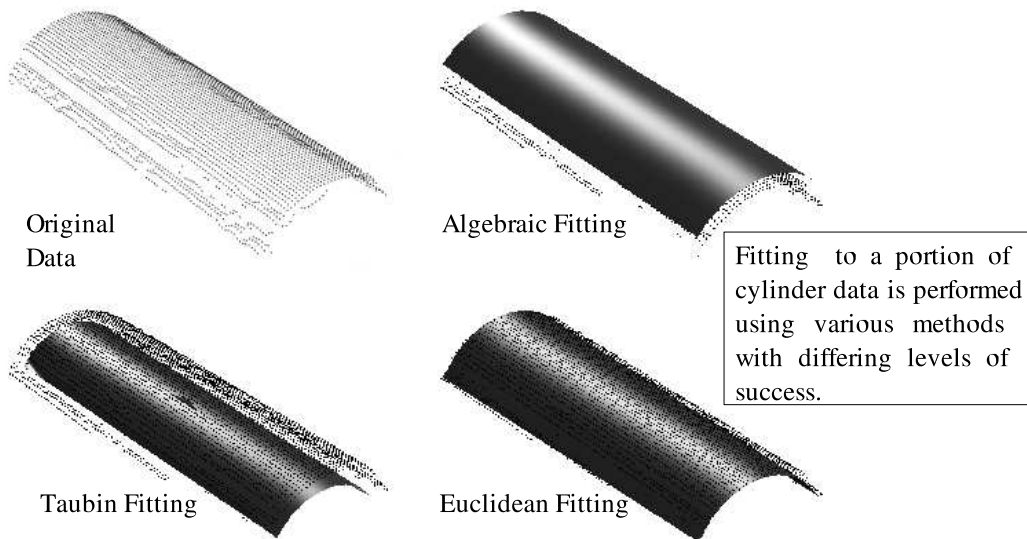 Original
Data
Algebraic Fitting
Fitting to a portion of
cylinder data is performed
using various methods
with differing levels of
success.
Taubin Fitting
Euclidean Fitting